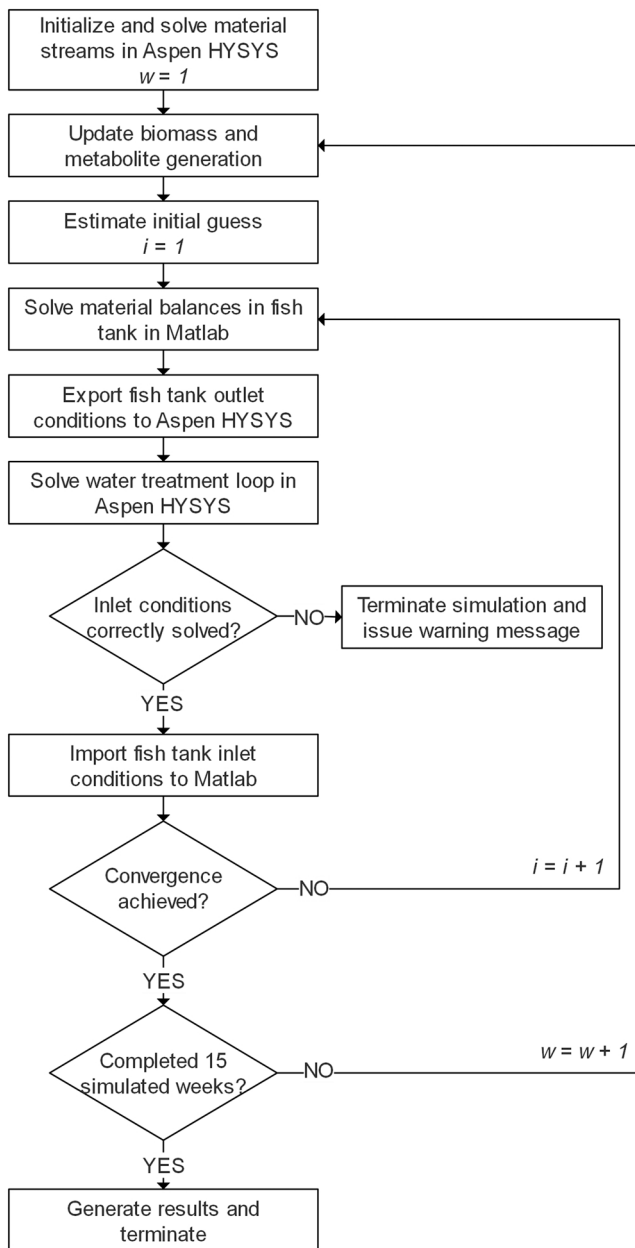 Initialize and solve material
streams in Aspen HYSYS
w = 1
Update biomass and
metabolite generation
Estimate initial guess
i = 1
Solve material balances in fish
tank in Matlab
Export fish tank outlet
conditions to Aspen HYSYS
Solve water treatment loop in
Aspen HYSYS
Inlet conditions
correctly solved?
NO
Terminate simulation and
issue warning message
YES
Import fish tank inlet
conditions to Matlab
Convergence
achieved?
NO
i = i + 1
YES
Completed 15
simulated weeks?
NO
w = w + 1
YES
Generate results and
terminate